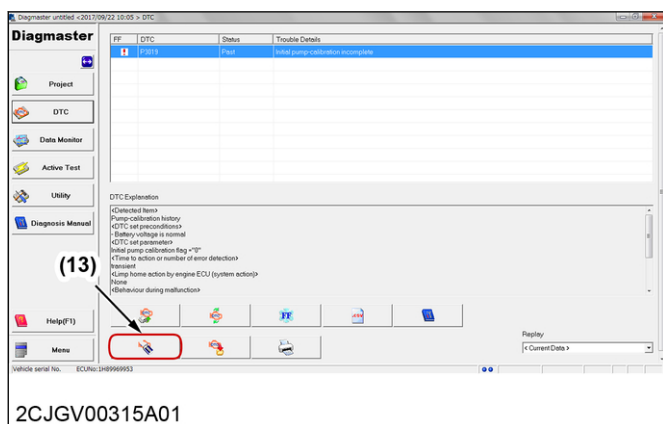 Diagmaster untitled <2017/09/22 10:05 > DTC
Diagmaster
FF DTC Status Trouble Details
P3019 Past Initial pump-calibration incomplete
Project
DTC
Data Monitor
Active Test
Utility
Diagnosis Manual
DTC Explanation
<Detected Item>
Pump-calibration history
<DTC set preconditions>
- Battery voltage is normal
<DTC set parameter>
Initial pump calibration flag ="0"
<Time to action or number of error detection>
transient
<Limp home action by engine ECU (system action)>
None
<Behaviour during malfunction>
(13)
FF
.csv
Help(F1)
Menu
Replay
< Current Data >
Vehicle serial No. ECUNo:1H89969953
2CJGV00315A01